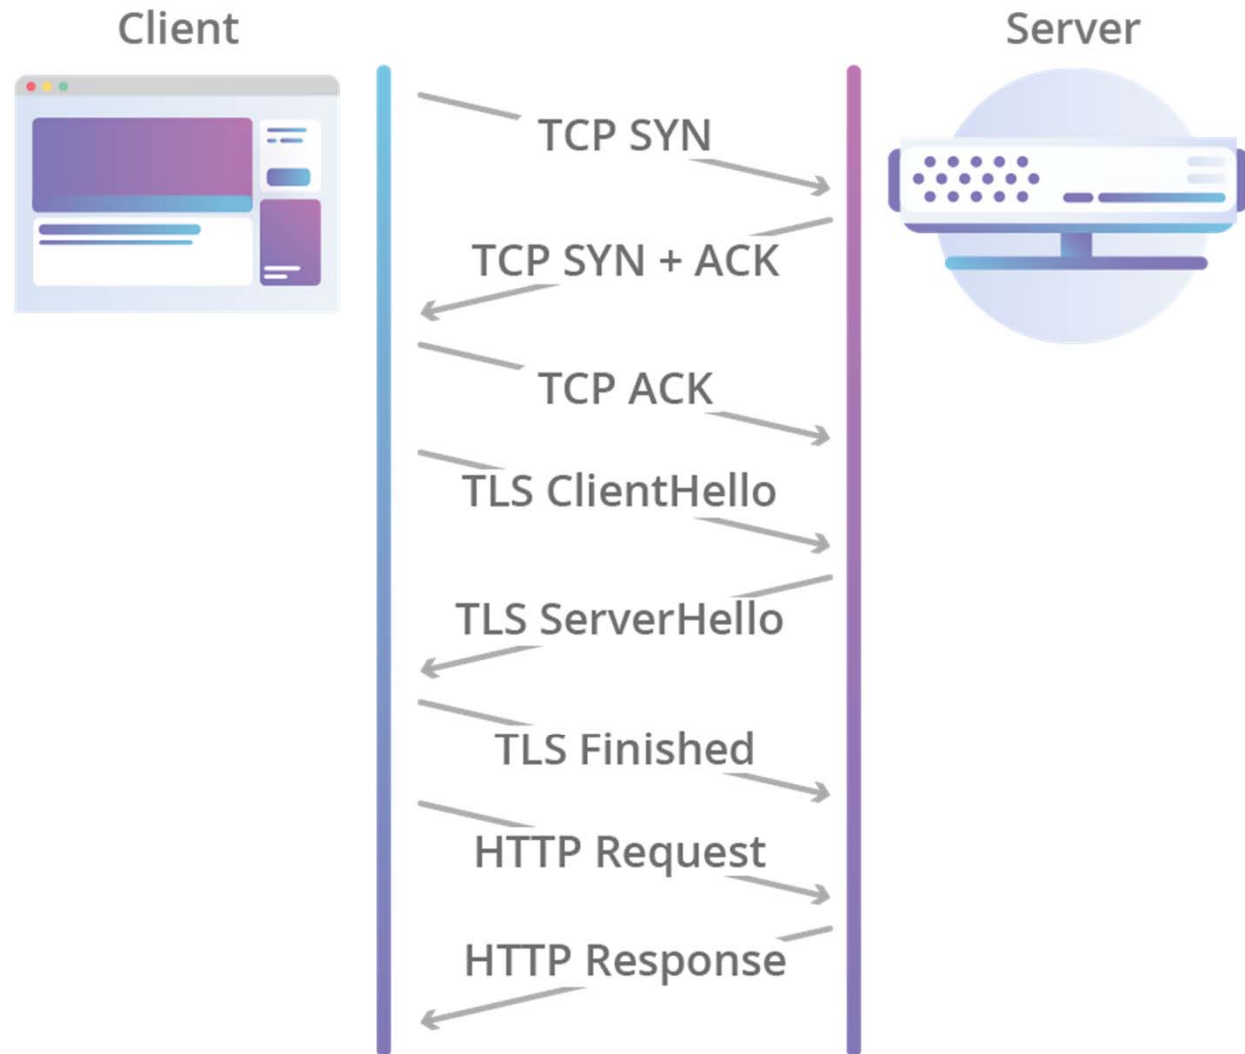 Client
Server
TCP SYN
TCP SYN + ACK
TCP ACK
TLS ClientHello
TLS ServerHello
TLS Finished
HTTP Request
HTTP Response